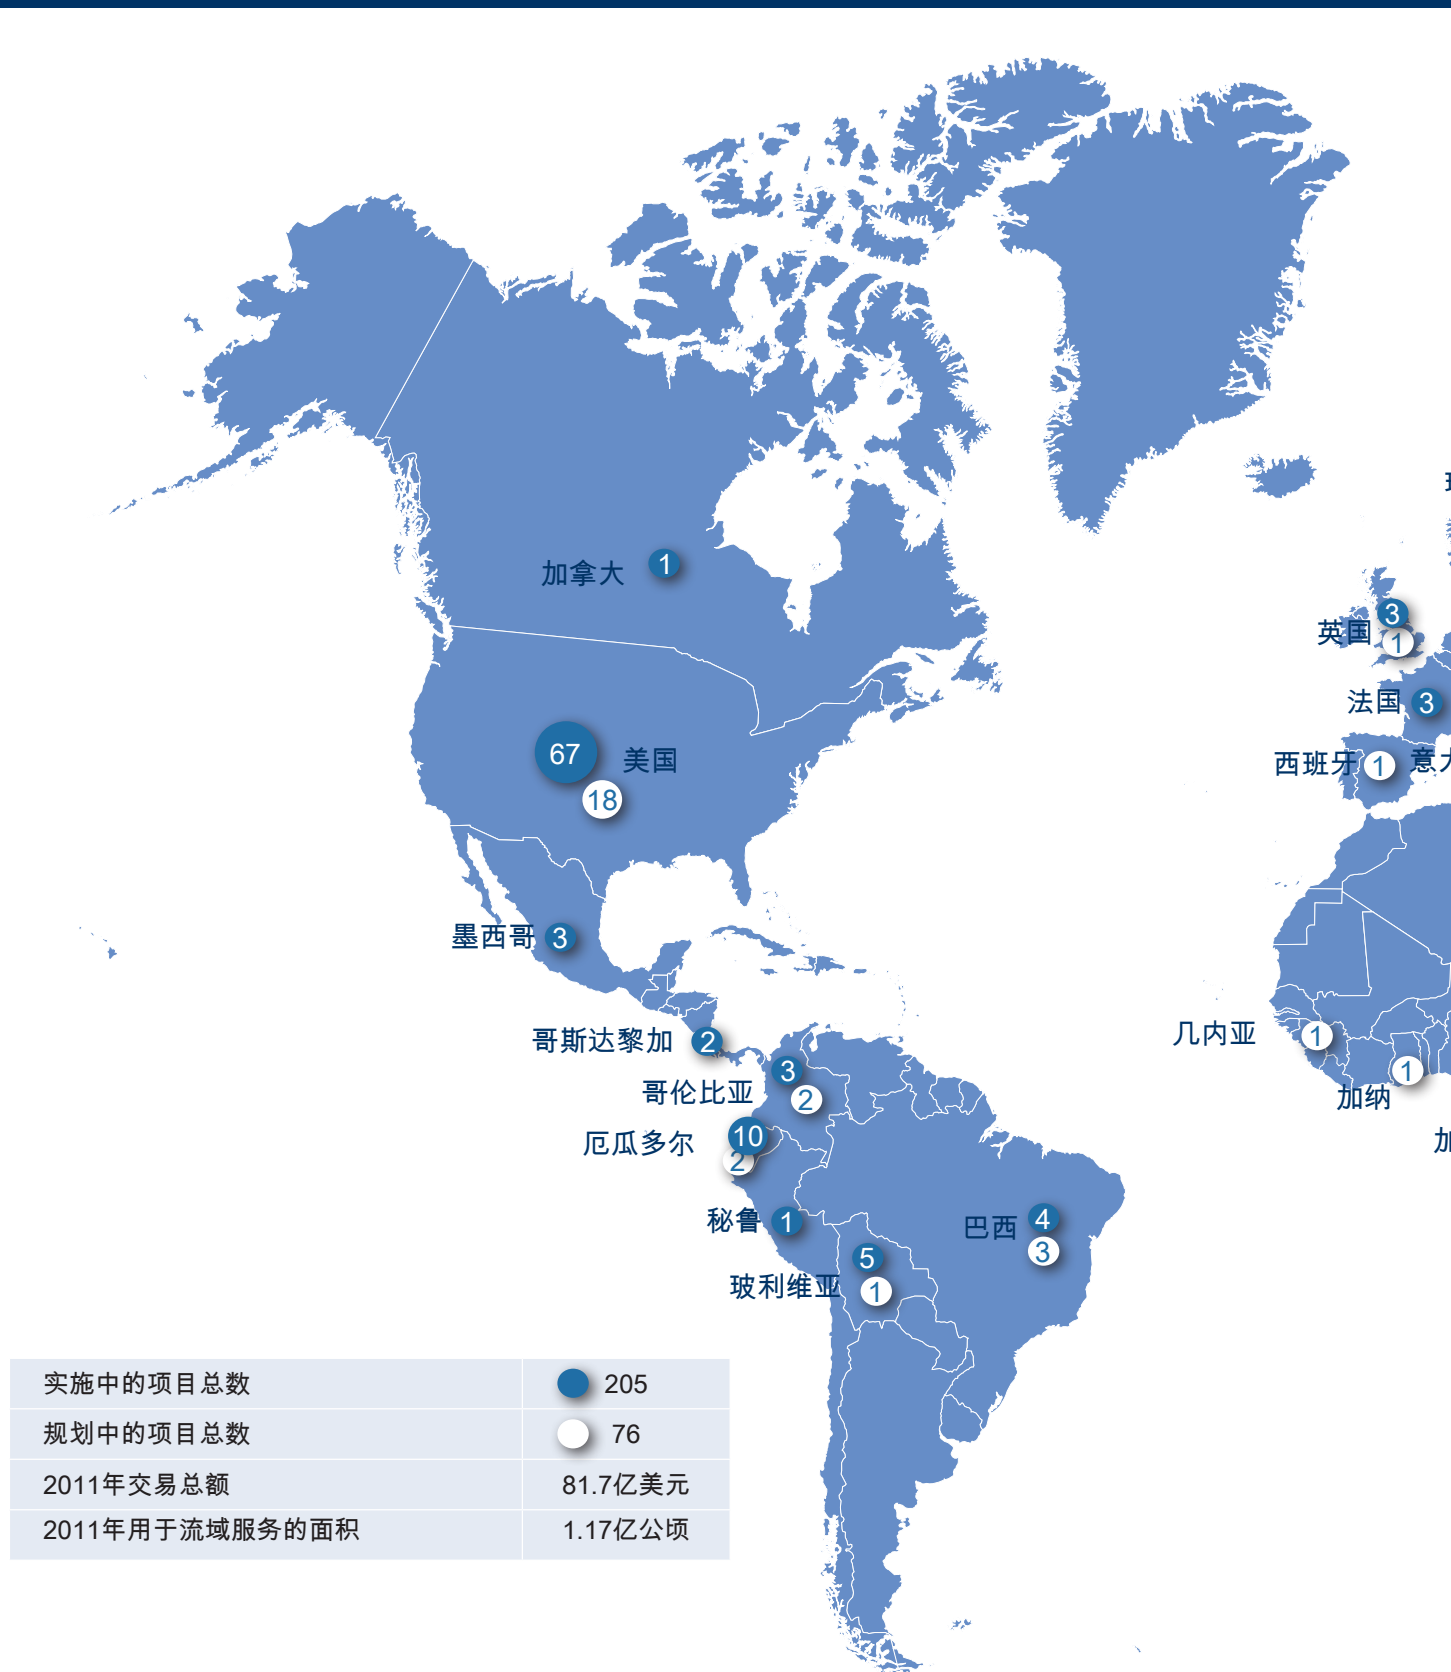 加拿大 1
英国 3
1
法国 3
67 美国
18
西班牙 1
墨西哥 3
哥斯达黎加 2
几内亚 1
加纳 1
哥伦比亚 3
2
厄瓜多尔 10
2
秘鲁 1
巴西 4
3
玻利维亚 5
1
实施中的项目总数 205
规划中的项目总数 76
2011年交易总额 81.7亿美元
2011年用于流域服务的面积 1.17亿公顷